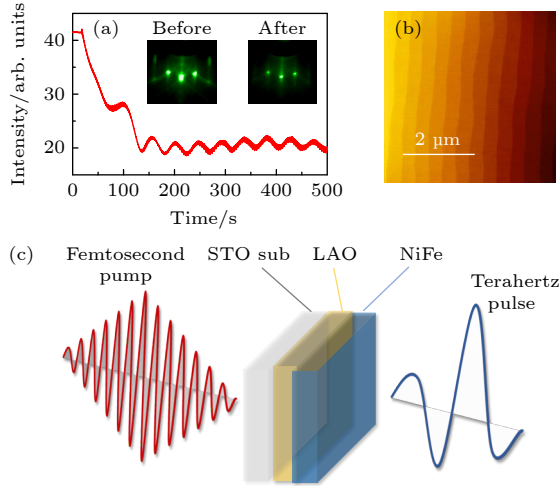 (a)
Before
After
Intensity/arb. units
40
30
20
0
100
200
300
400
500
Time/s
(b)
2 µm
(c)
Femtosecond
pump
STO sub
LAO
NiFe
Terahertz
pulse